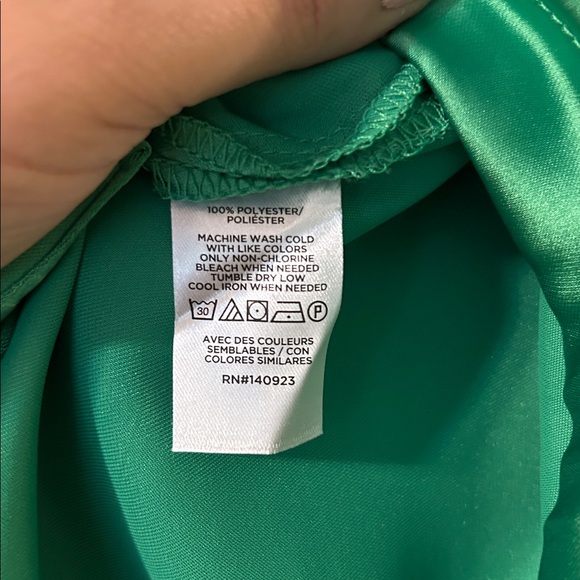 100% POLYESTER/
POLIÉSTER
MACHINE WASH COLD
WITH LIKE COLORS
ONLY NON-CHLORINE
BLEACH WHEN NEEDED
TUMBLE DRY LOW
COOL IRON WHEN NEEDED
30 P
AVEC DES COULEURS
SEMBLABLES / CON
COLORES SIMILARES
RN#140923